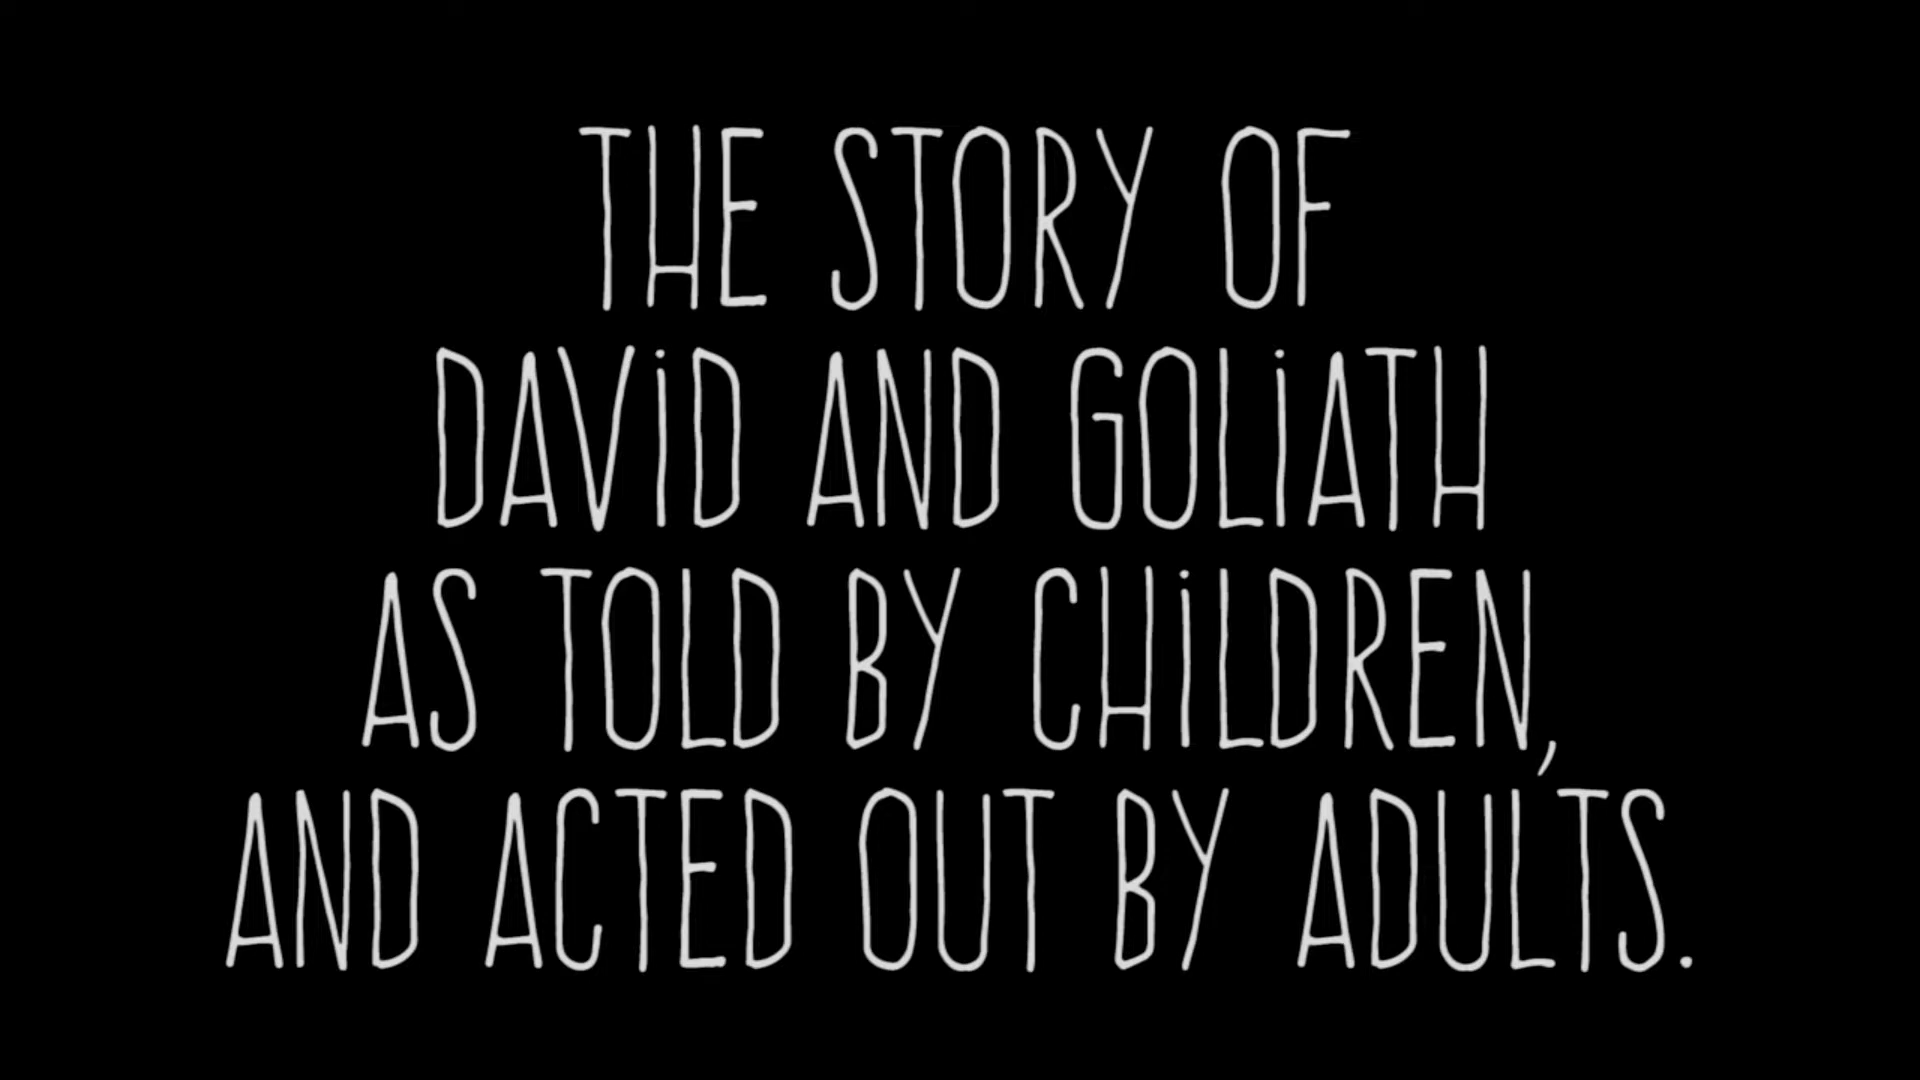 THE STORY OF
DAViD AND GOLiATH
AS TOLD BY CHiLDREN,
AND ACTED OUT BY ADULTS.